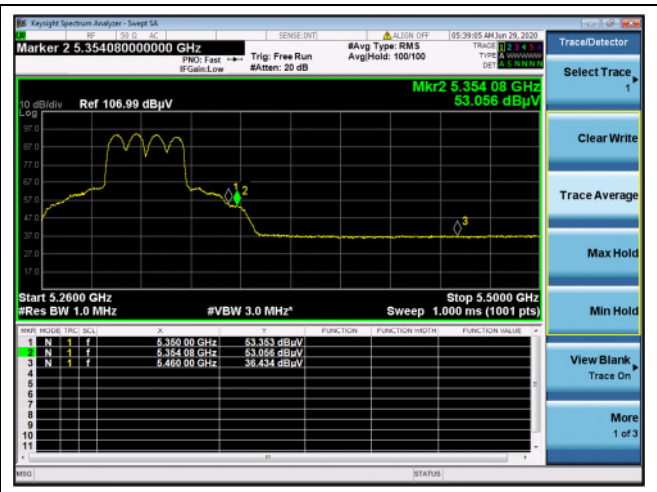 Keysight Spectrum Analyzer - Swept SA
RF 50 Ω AC SENSE:INT ALIGN OFF 05:39:05 AM Jun 29, 2020
Marker 2 5.354080000000 GHz
PNO: Fast
IFGain:Low
Trig: Free Run
#Atten: 20 dB
#Avg Type: RMS
Avg|Hold: 100/100
TRACE 1 2 3 4 5 6
TYPE A WWWWW
DET A S N N N N
Mkr2 5.354 08 GHz
53.056 dBµV
10 dB/div Ref 106.99 dBµV
Log
97.0
87.0
77.0
67.0
57.0
47.0
37.0
27.0
17.0
1
2
3
Start 5.2600 GHz Stop 5.5000 GHz
#Res BW 1.0 MHz #VBW 3.0 MHz* Sweep 1.000 ms (1001 pts)
MKR MODE TRC SCL X Y FUNCTION FUNCTION WIDTH FUNCTION VALUE
1 N 1 f 5.350 00 GHz 53.353 dBµV
2 N 1 f 5.354 08 GHz 53.056 dBµV
3 N 1 f 5.460 00 GHz 36.434 dBµV
4
5
6
7
8
9
10
11
MSG STATUS
Trace/Detector
Select Trace
1
Clear Write
Trace Average
Max Hold
Min Hold
View Blank
Trace On
More
1 of 3